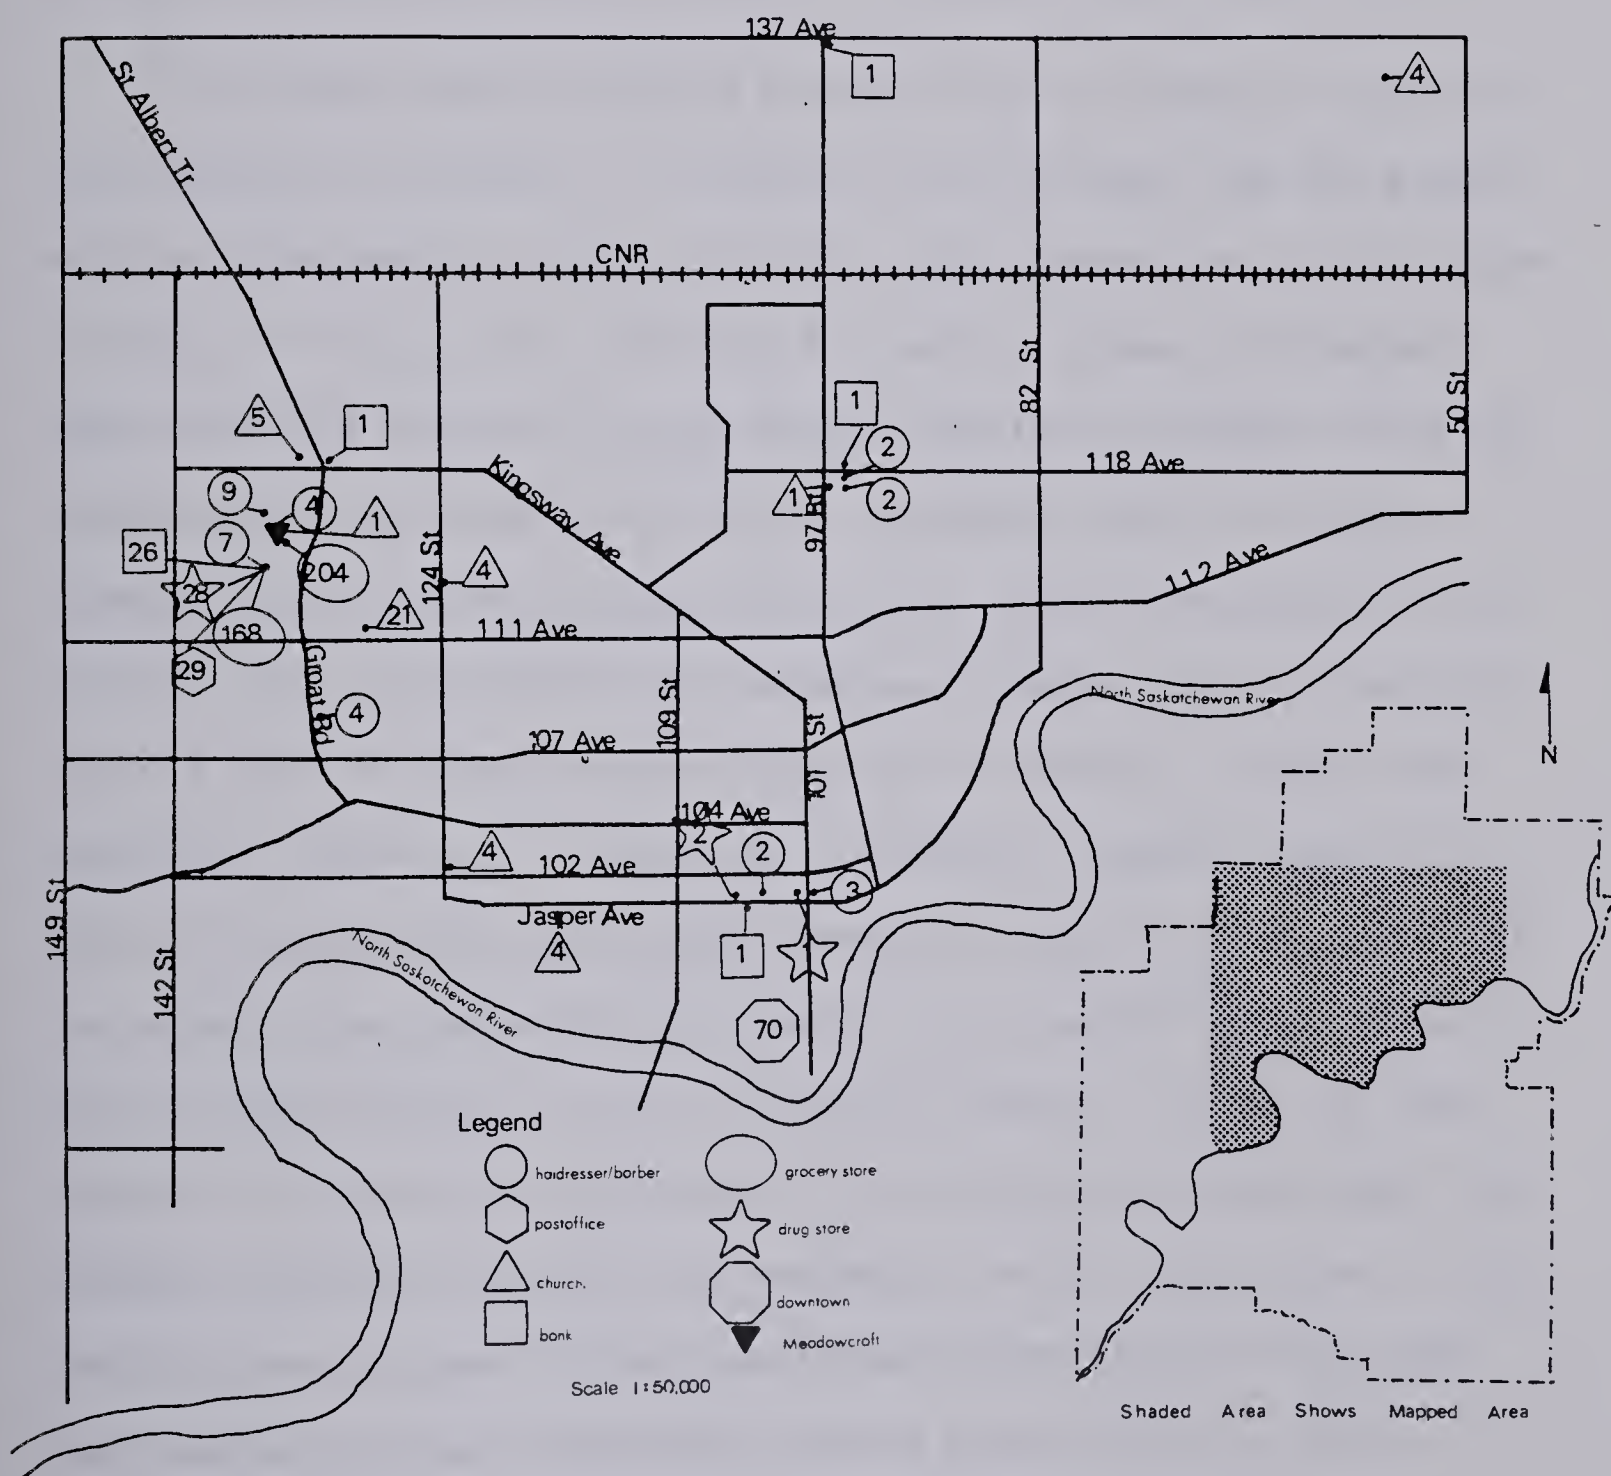 137 Ave
1
4
St Albert Tr
CNR
82 St
50 St
5
1
1
2
118 Ave
Kingsway Ave
9
4
1
1
2
97 St
7
26
204
124 St
4
112 Ave
28
21
168
111 Ave
29
Groat Rd
4
109 St
101 St
107 Ave
North Saskatchewan River
N
104 Ave
2
2
4
102 Ave
3
149 St
Jasper Ave
4
1
1
142 St
North Saskatchewan River
70
Legend
hairdresser/barber
grocery store
postoffice
drug store
church.
downtown
bank
Meadowcroft
Scale 1:50,000
Shaded Area Shows Mapped Area